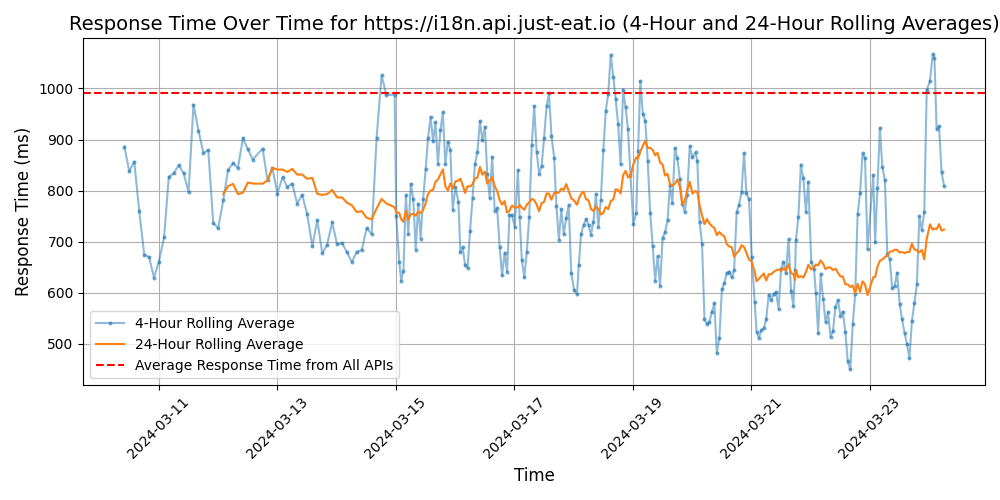 Response Time Over Time for https://i18n.api.just-eat.io (4-Hour and 24-Hour Rolling Averages)
Response Time (ms)
1000
900
800
700
600
500
4-Hour Rolling Average
24-Hour Rolling Average
Average Response Time from All APIs
2024-03-11
2024-03-13
2024-03-15
2024-03-17
2024-03-19
2024-03-21
2024-03-23
Time